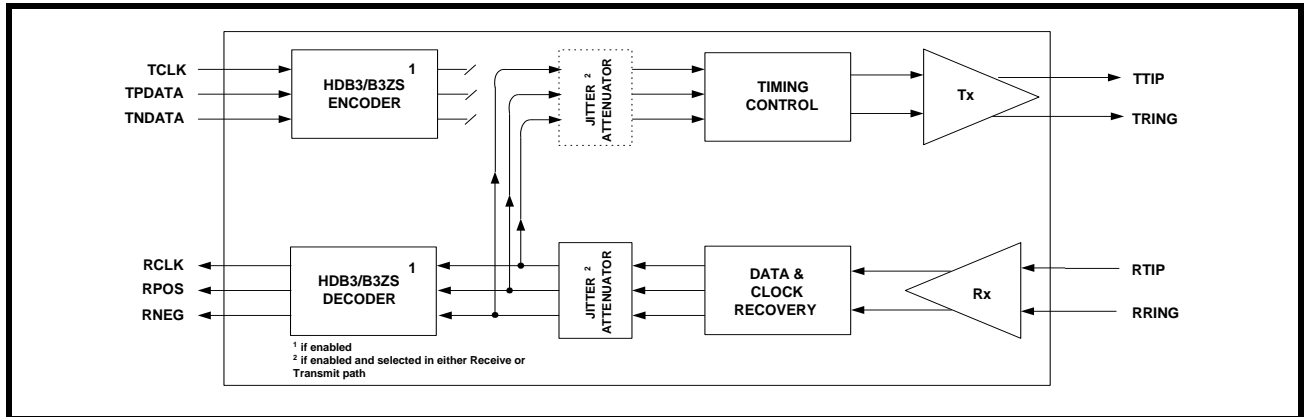 TCLK
TPDATA
TNDATA
HDB3/B3ZS 1
ENCODER
JITTER 2
ATTENUATOR
TIMING
CONTROL
Tx
TTIP
TRING
RCLK
RPOS
RNEG
HDB3/B3ZS 1
DECODER
JITTER 2
ATTENUATOR
DATA &
CLOCK
RECOVERY
Rx
RTIP
RRING
1 if enabled
2 if enabled and selected in either Receive or
Transmit path